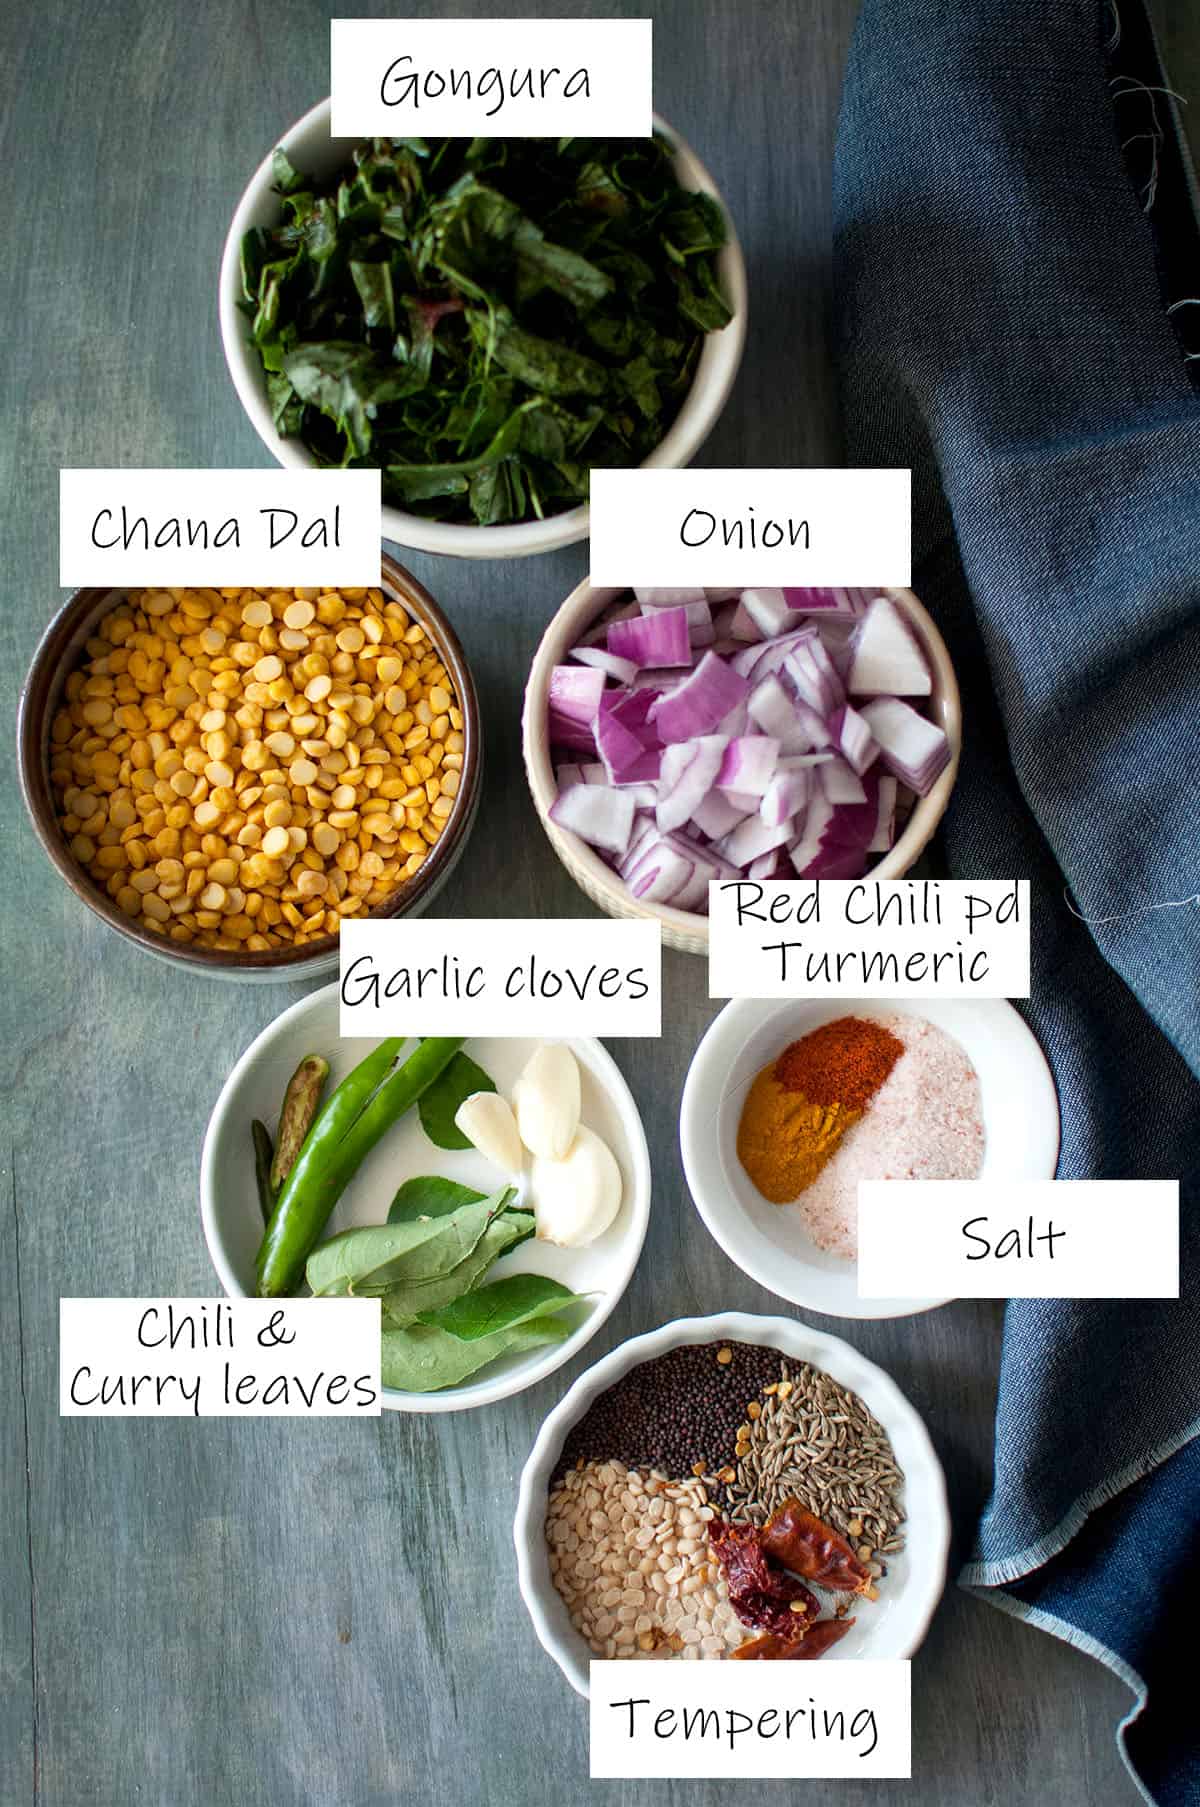 Gongura
Chana Dal
Onion
Red Chili pd
Turmeric
Garlic cloves
Salt
Chili &
Curry leaves
Tempering